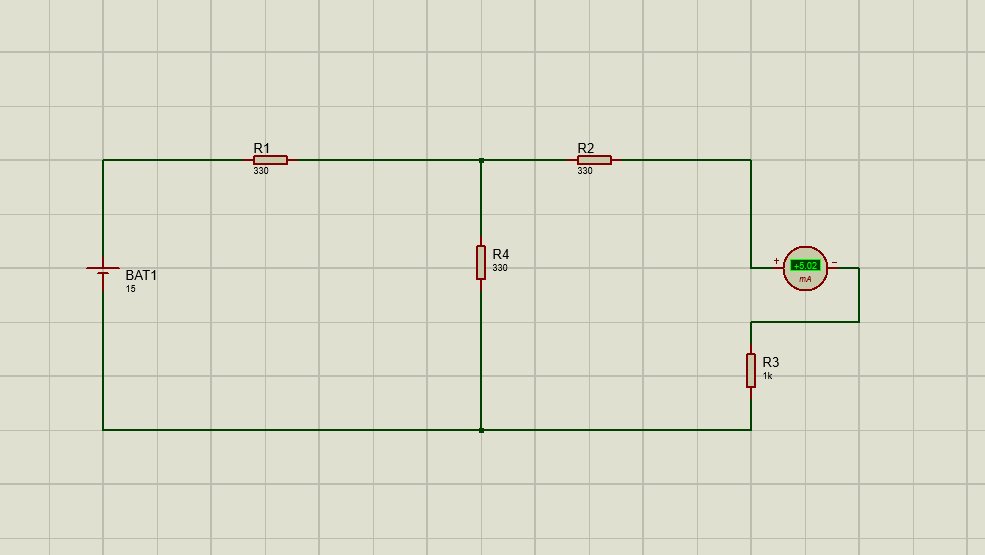 R1
330
R2
330
R4
330
BAT1
15
+ +5.02 −
mA
R3
1k